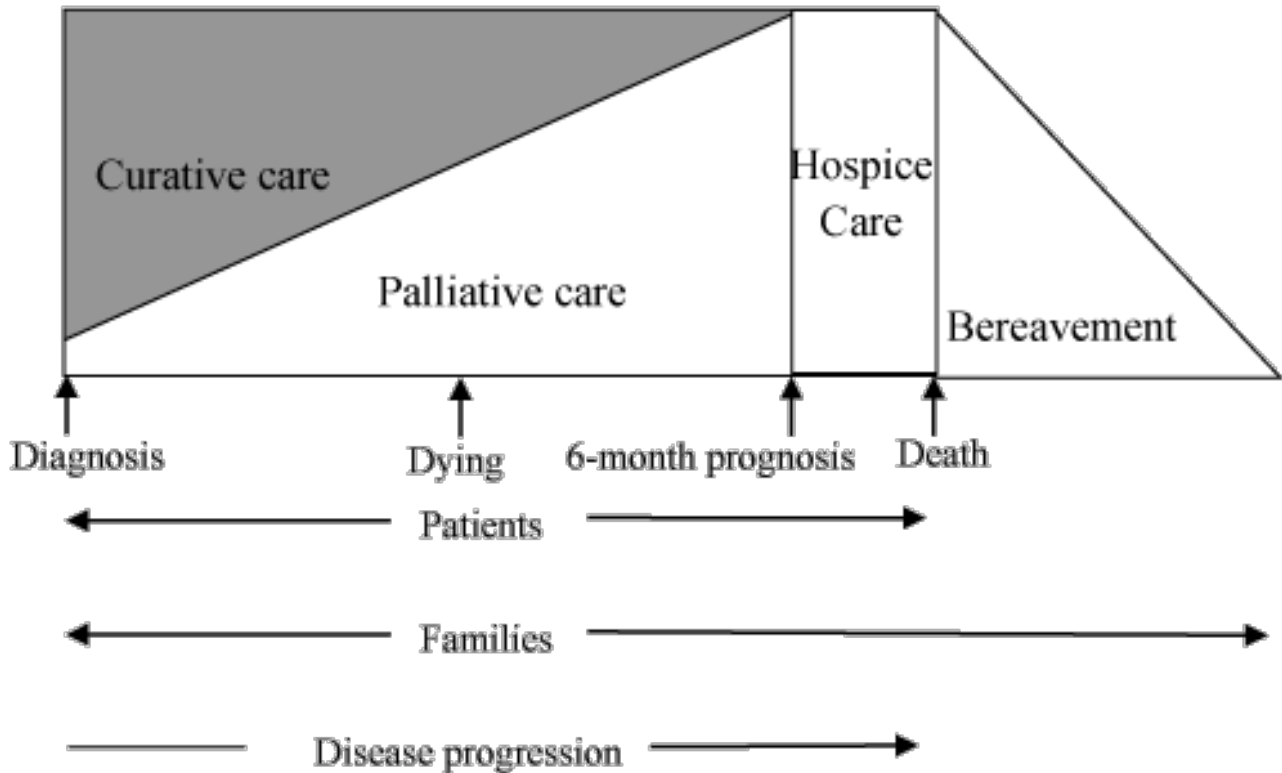 Curative care
Hospice
Care
Palliative care
Bereavement
Diagnosis
Dying
6-month prognosis
Death
Patients
Families
Disease progression